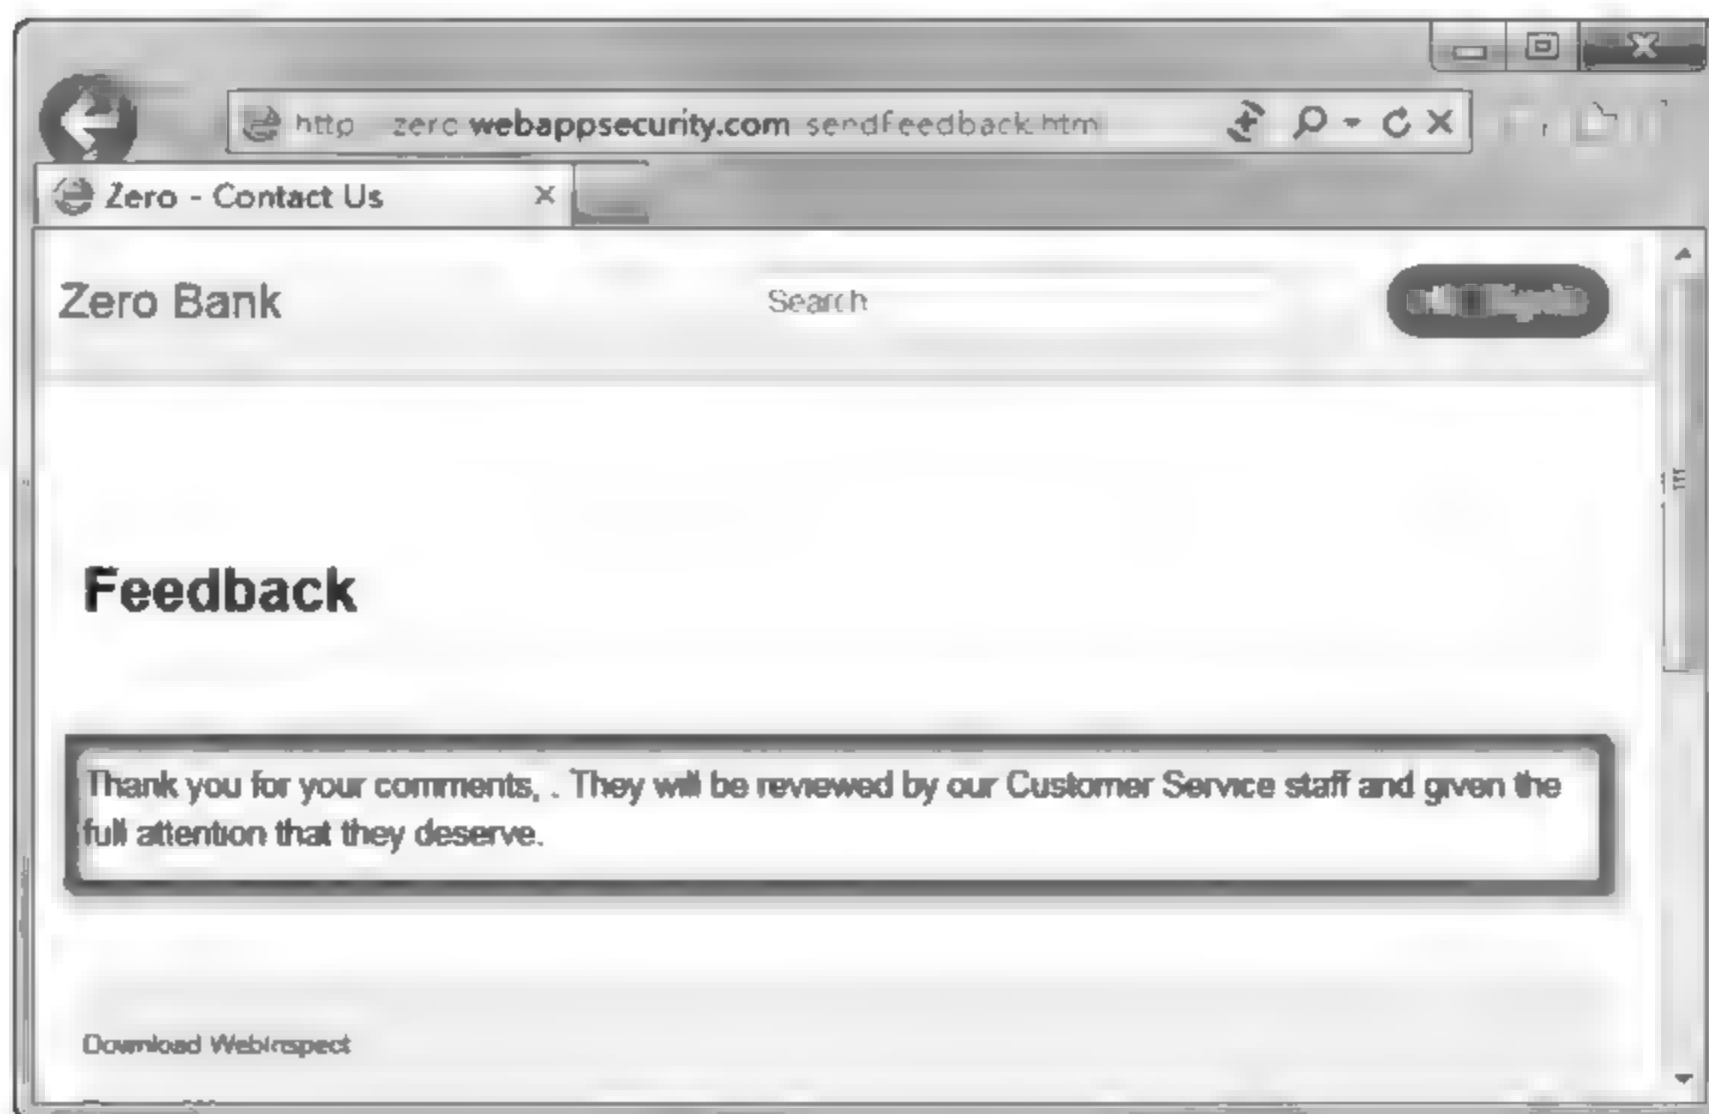 http zero.webappsecurity.com sendfeedback.htm
Zero - Contact Us
Zero Bank
Search
Feedback
Thank you for your comments, . They will be reviewed by our Customer Service staff and given the
full attention that they deserve.
Download WebInspect